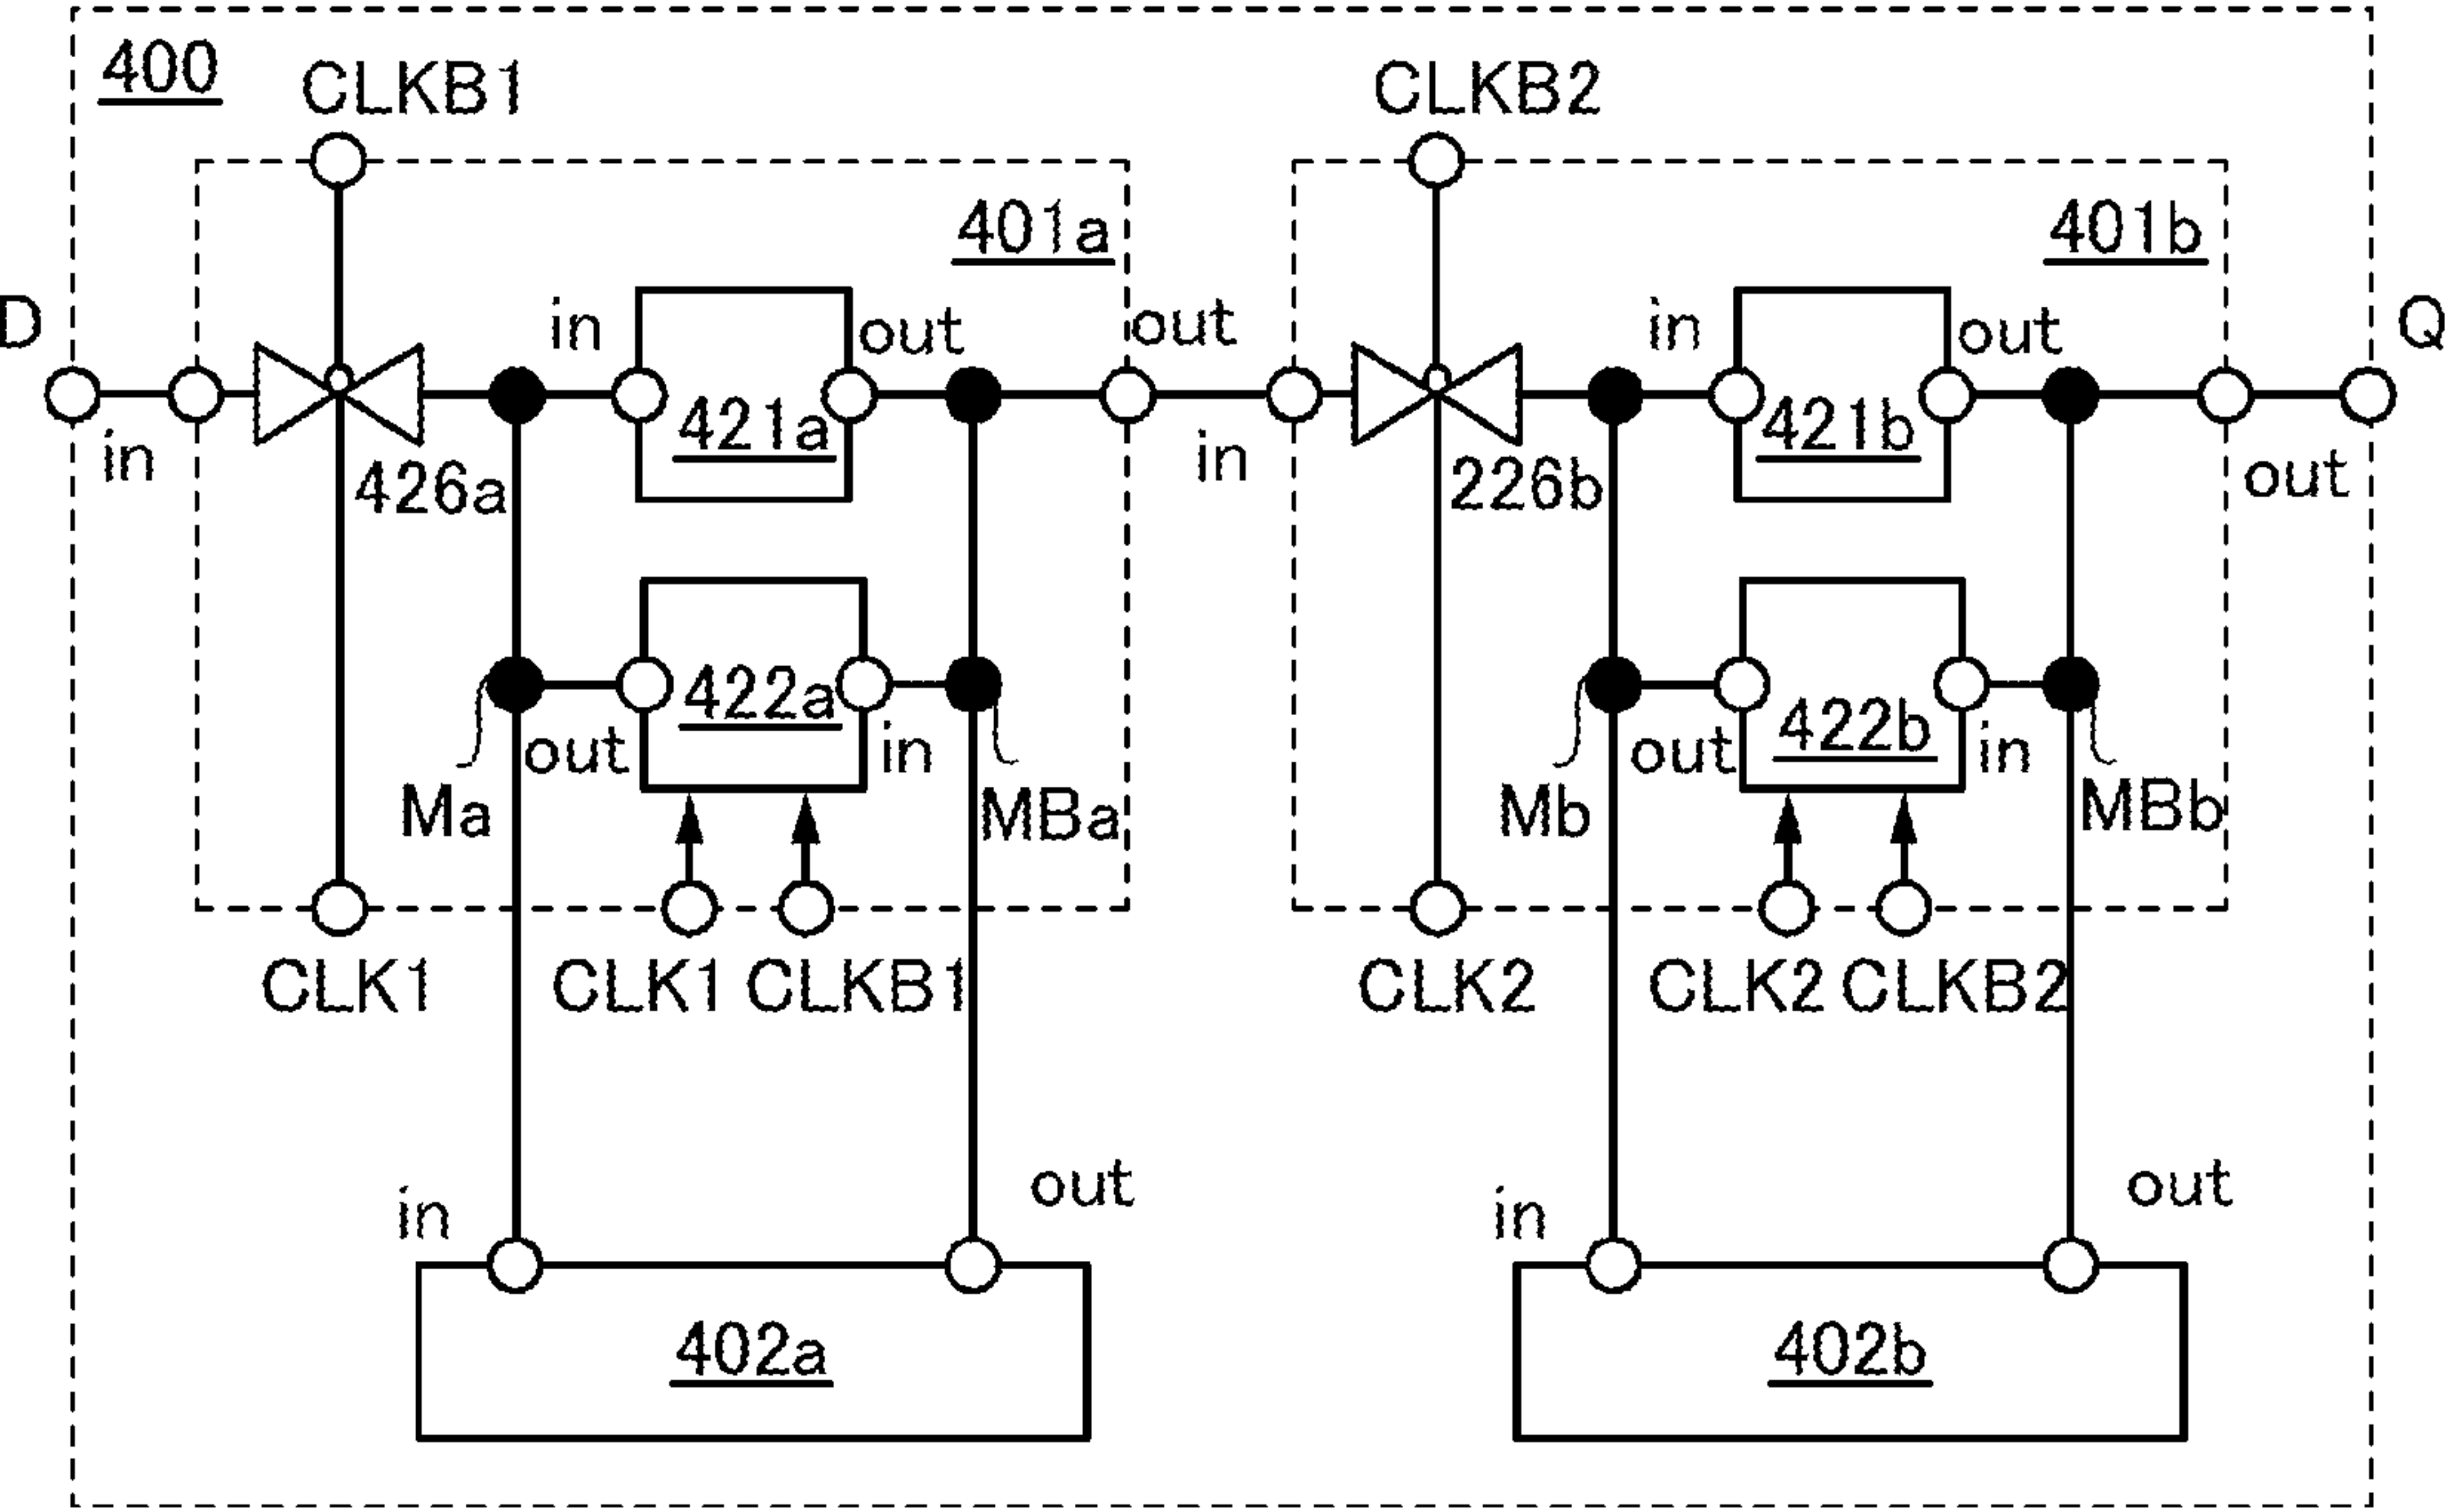 400
CLKB1
CLKB2
401a
401b
D
in
out
out
in
out
Q
in
421a
in
421b
out
426a
226b
422a
422b
out
in
out
in
Ma
MBa
Mb
MBb
CLK1
CLK1
CLKB1
CLK2
CLK2
CLKB2
in
out
in
out
402a
402b